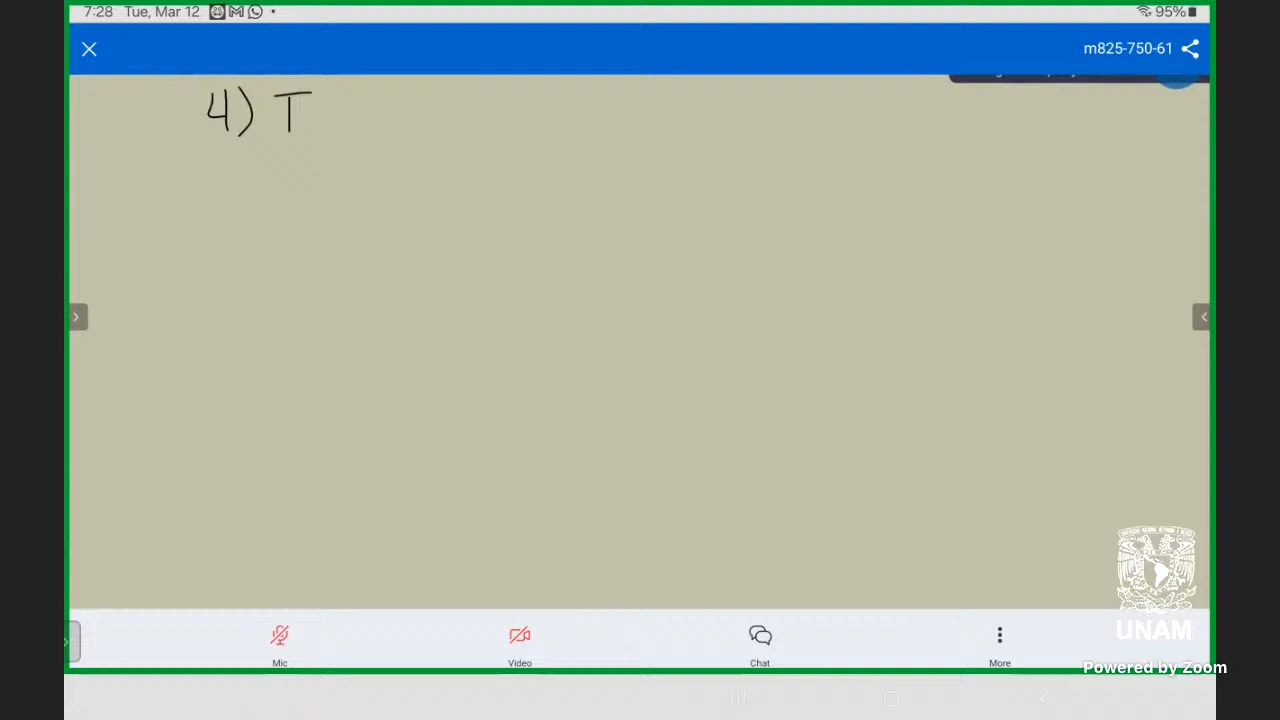 7:28 Tue, Mar 12 95%
m825-750-61
4) T
Mic Video Chat More
UNAM
Powered by Zoom